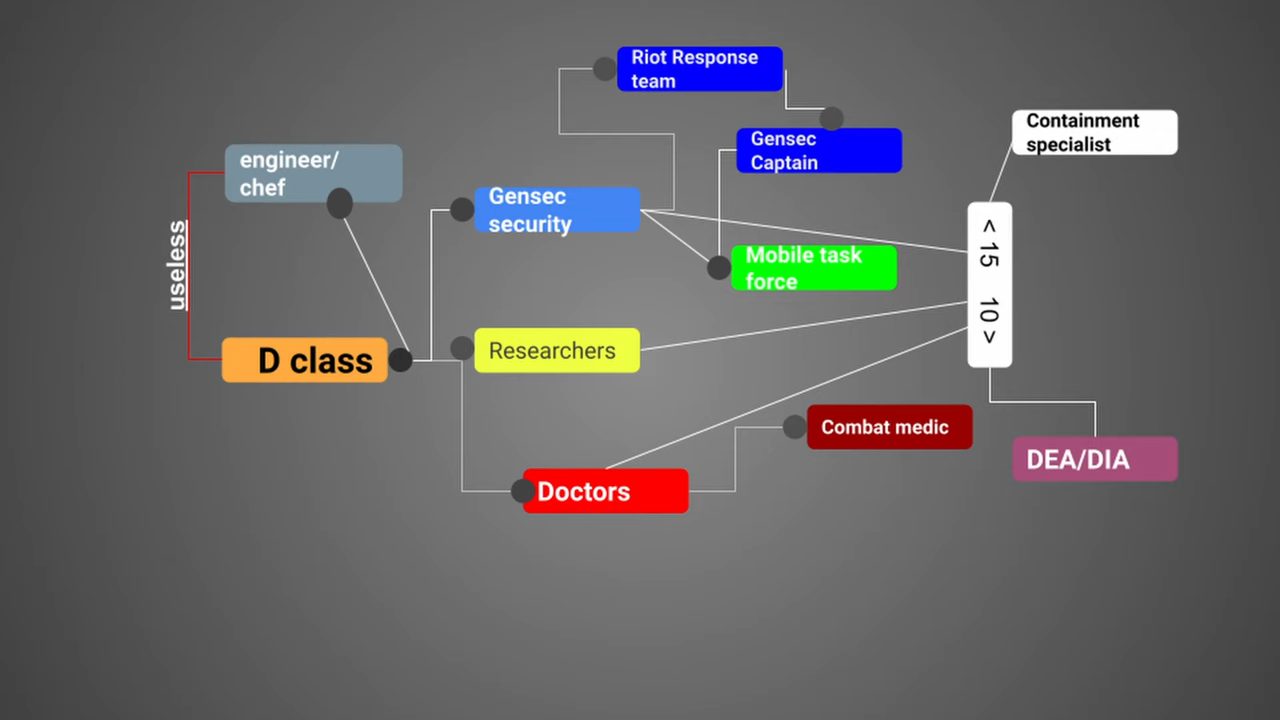 Riot Response
team
Containment
specialist
Gensec
Captain
engineer/
chef
Gensec
security
< 15 10 >
useless
Mobile task
force
D class
Researchers
Combat medic
DEA/DIA
Doctors